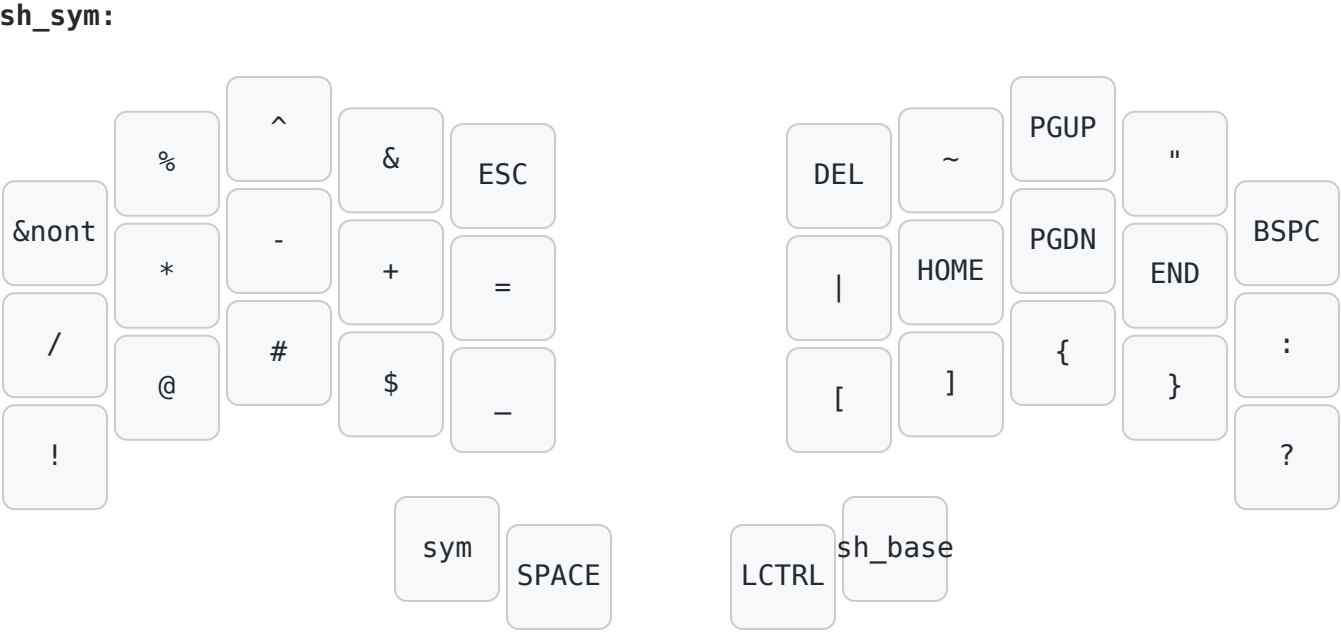 sh_sym:
&nont % ^ & ESC DEL ~ PGUP " BSPC
/ * - + = | HOME PGDN END :
! @ # $ _ [ ] { } ?
sym SPACE LCTRL sh_base